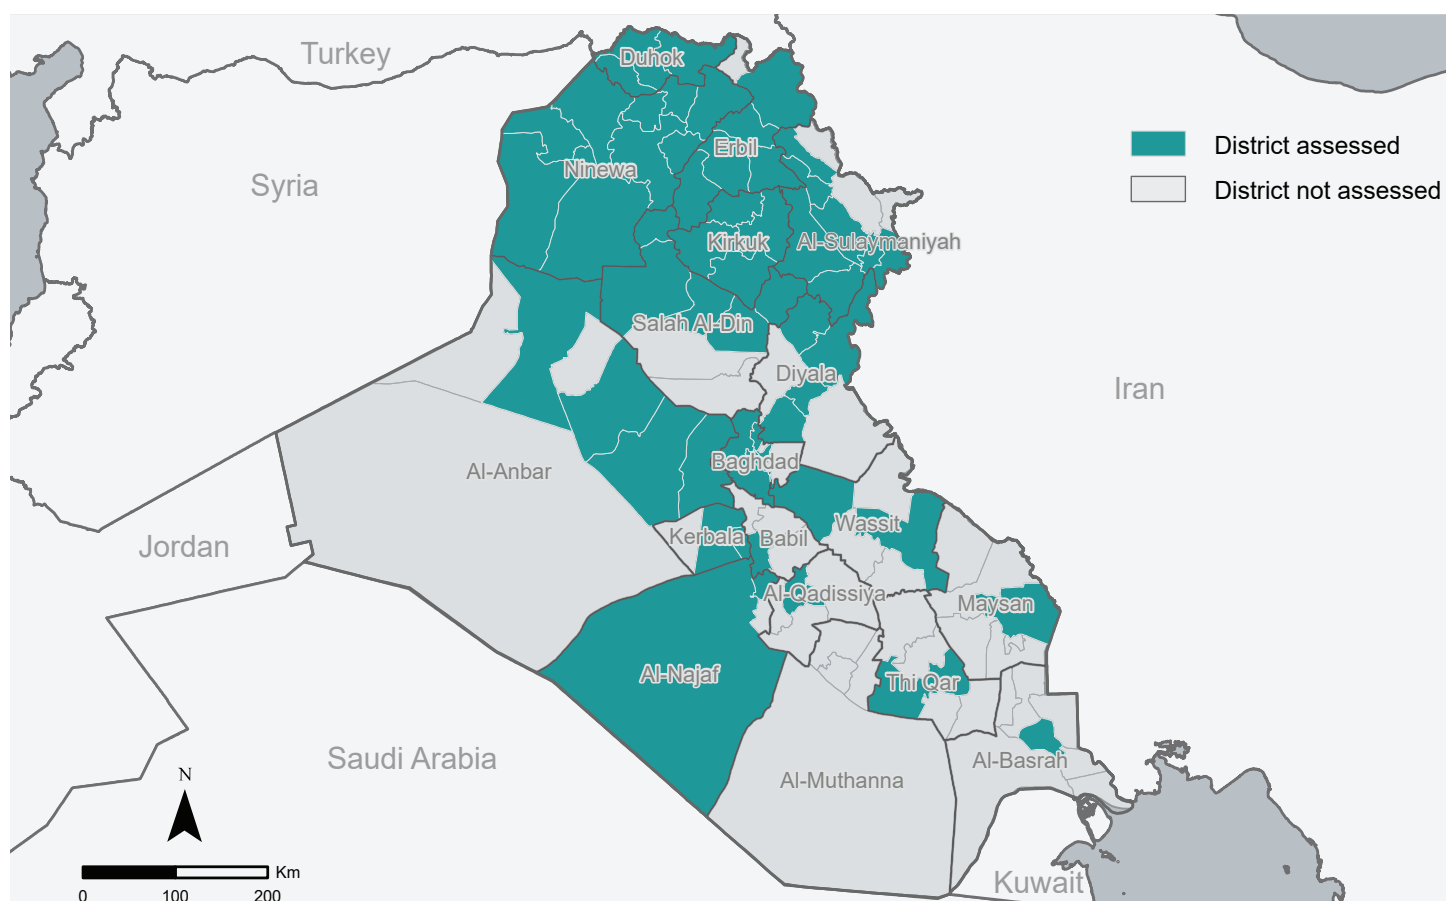 Turkey
Duhok
District assessed
Erbil
Ninewa
Syria
District not assessed
Kirkuk
Al-Sulaymaniyah
Salah Al-Din
Diyala
Iran
Baghdad
Al-Anbar
Wassit
Kerbala
Babil
Jordan
Al-Qadissiya
Maysan
Al-Najaf
Thi Qar
Saudi Arabia
Al-Basrah
N
Al-Muthanna
Km
0 100 200
Kuwait